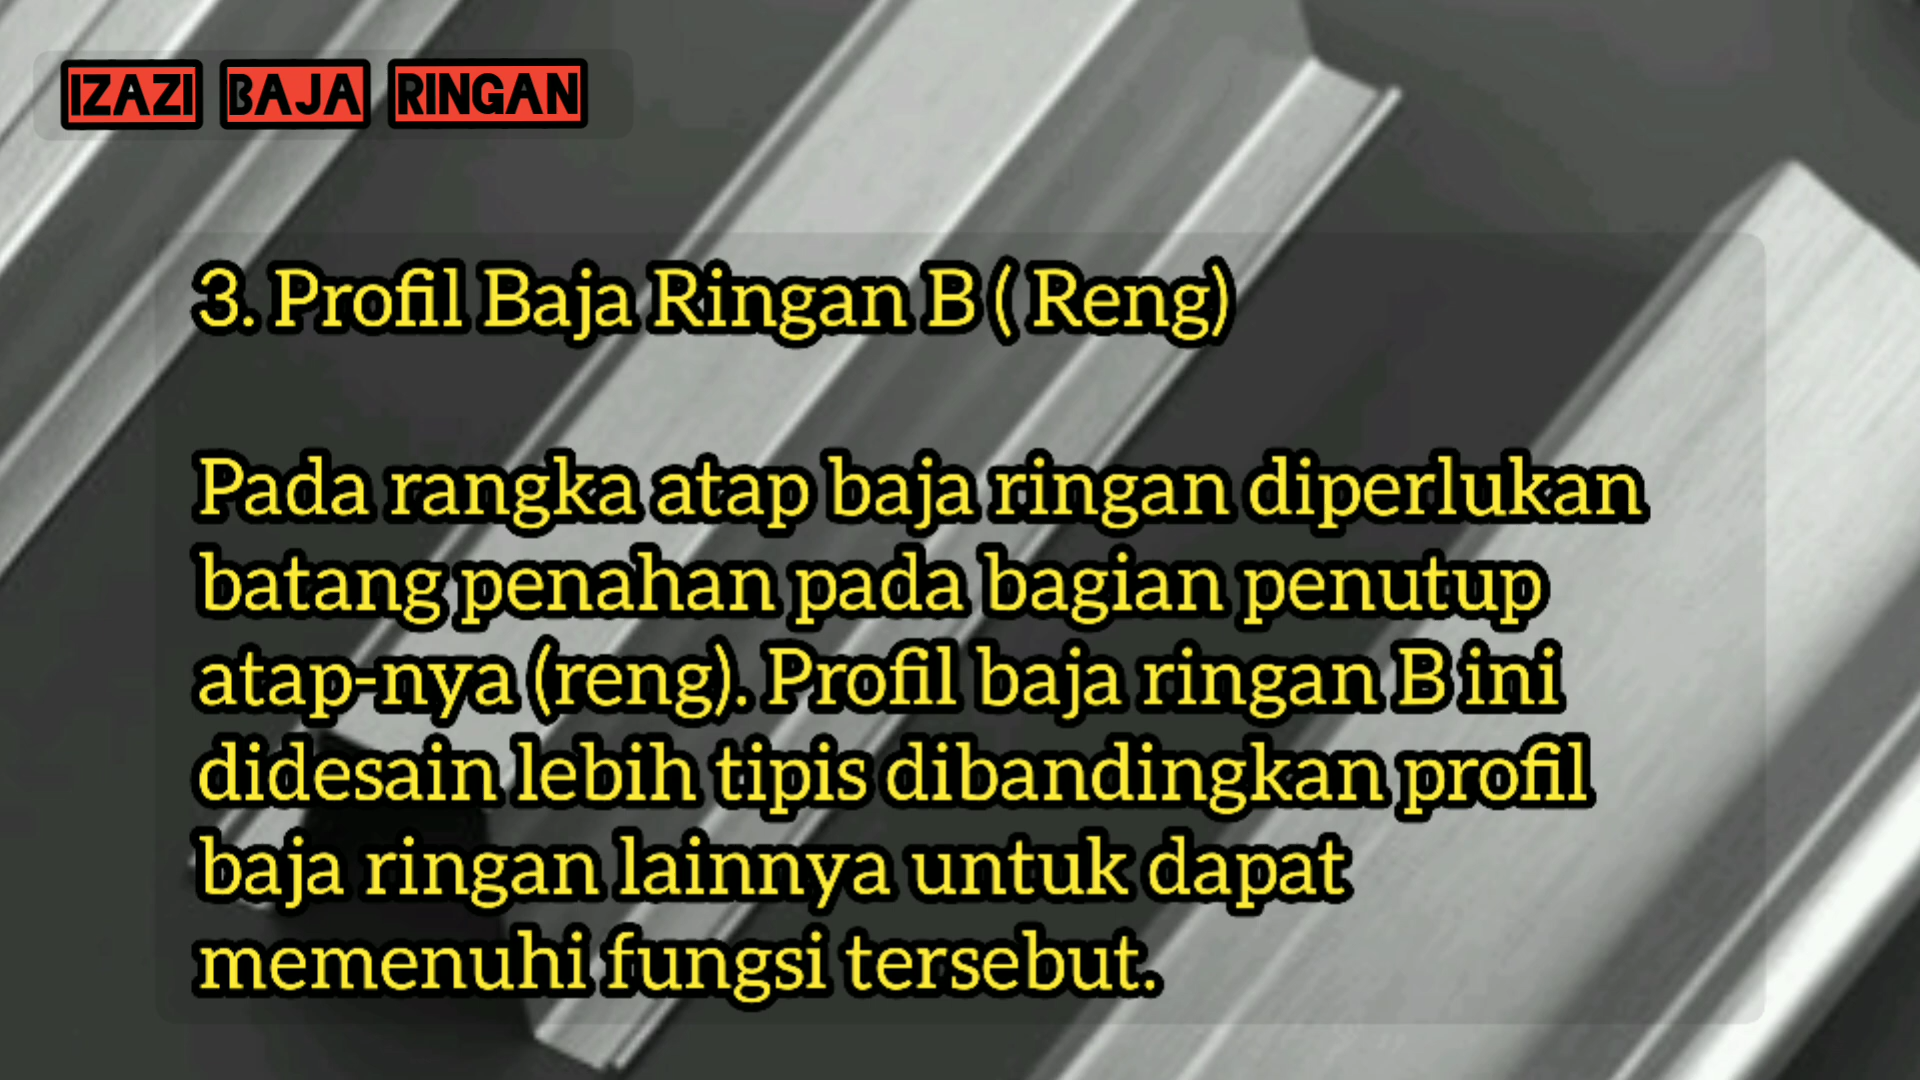 IZAZI BAJA RINGAN
3. Profil Baja Ringan B ( Reng)
Pada rangka atap baja ringan diperlukan
batang penahan pada bagian penutup
atap-nya (reng). Profil baja ringan B ini
didesain lebih tipis dibandingkan profil
baja ringan lainnya untuk dapat
memenuhi fungsi tersebut.